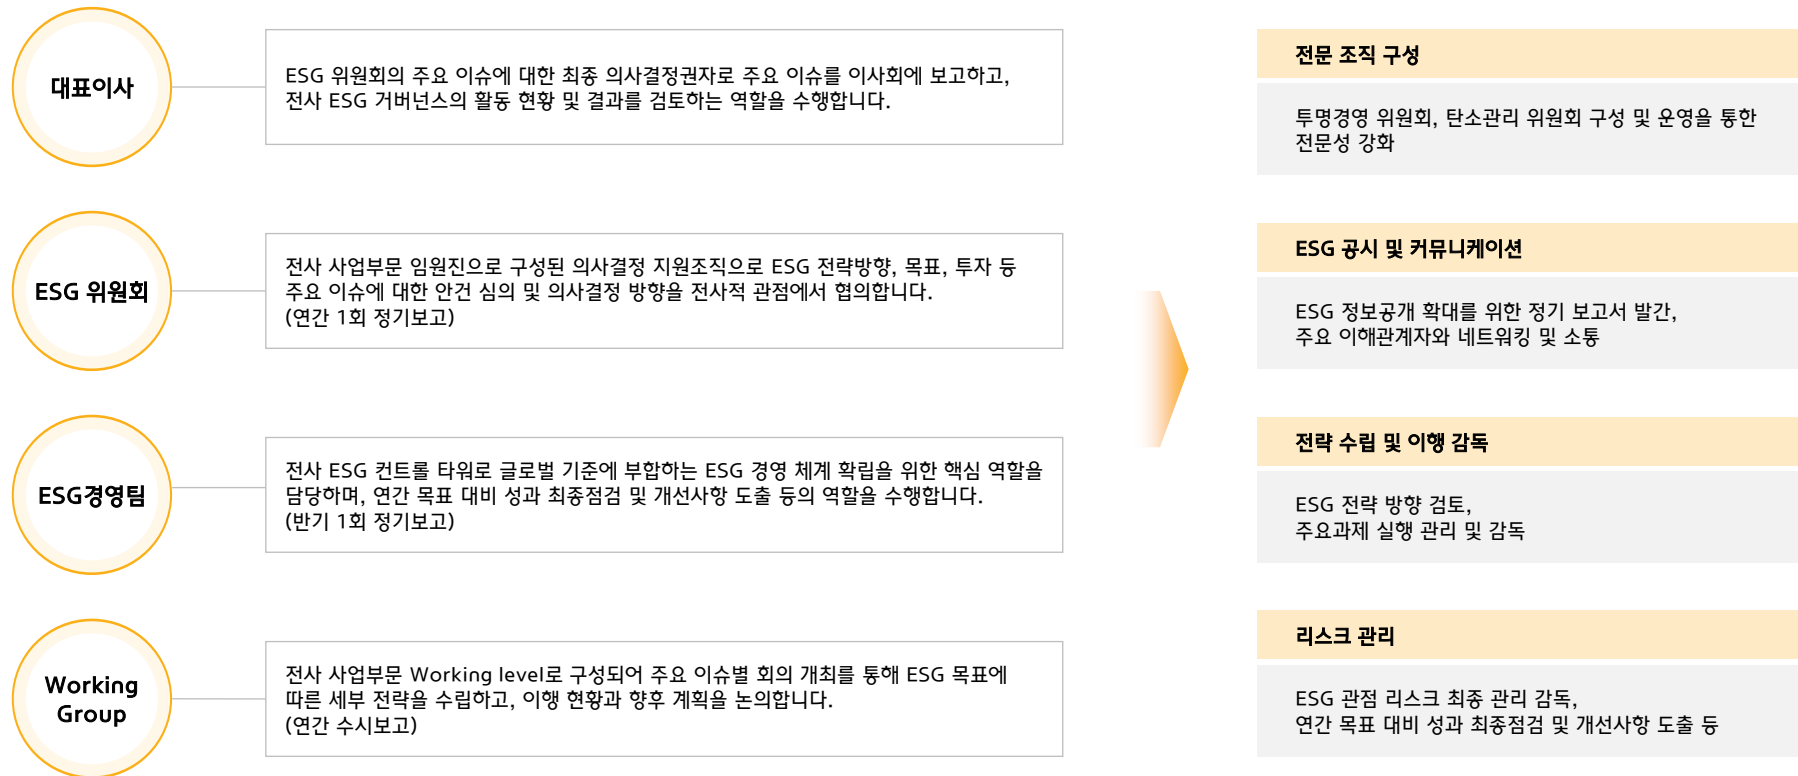 대표이사
ESG 위원회의 주요 이슈에 대한 최종 의사결정권자로 주요 이슈를 이사회에 보고하고,
전사 ESG 거버넌스의 활동 현황 및 결과를 검토하는 역할을 수행합니다.
ESG 위원회
전사 사업부문 임원진으로 구성된 의사결정 지원조직으로 ESG 전략방향, 목표, 투자 등
주요 이슈에 대한 안건 심의 및 의사결정 방향을 전사적 관점에서 협의합니다.
(연간 1회 정기보고)
ESG경영팀
전사 ESG 컨트롤 타워로 글로벌 기준에 부합하는 ESG 경영 체계 확립을 위한 핵심 역할을
담당하며, 연간 목표 대비 성과 최종점검 및 개선사항 도출 등의 역할을 수행합니다.
(반기 1회 정기보고)
Working
Group
전사 사업부문 Working level로 구성되어 주요 이슈별 회의 개최를 통해 ESG 목표에
따른 세부 전략을 수립하고, 이행 현황과 향후 계획을 논의합니다.
(연간 수시보고)
전문 조직 구성
투명경영 위원회, 탄소관리 위원회 구성 및 운영을 통한
전문성 강화
ESG 공시 및 커뮤니케이션
ESG 정보공개 확대를 위한 정기 보고서 발간,
주요 이해관계자와 네트워킹 및 소통
전략 수립 및 이행 감독
ESG 전략 방향 검토,
주요과제 실행 관리 및 감독
리스크 관리
ESG 관점 리스크 최종 관리 감독,
연간 목표 대비 성과 최종점검 및 개선사항 도출 등